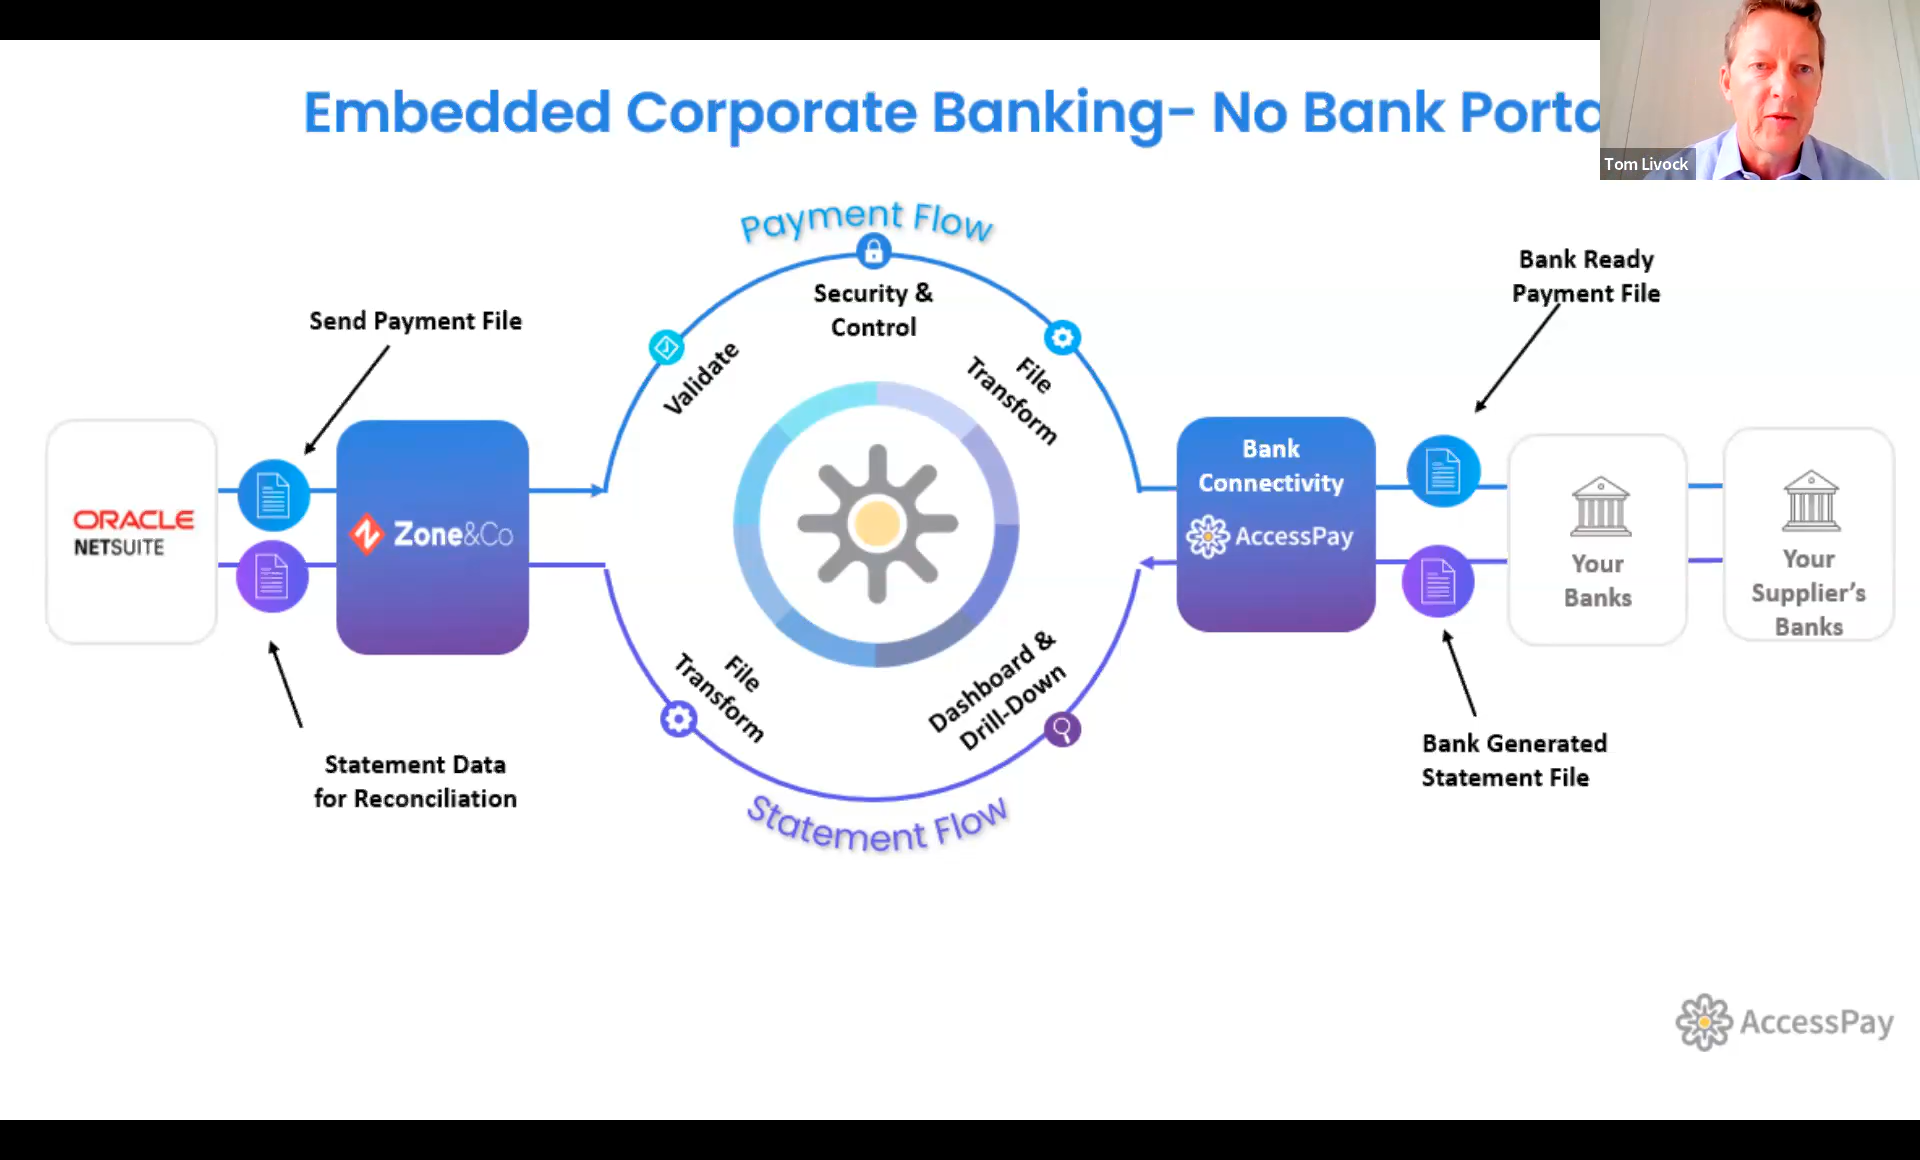 Embedded Corporate Banking- No Bank Porta
Tom Livock
Payment Flow
Security &
Control
Validate
File
Transform
Send Payment File
Bank Ready
Payment File
ORACLE
NETSUITE
Zone&Co
Bank
Connectivity
AccessPay
Your
Banks
Your
Supplier's
Banks
File
Transform
Dashboard &
Drill-Down
Statement Flow
Statement Data
for Reconciliation
Bank Generated
Statement File
AccessPay